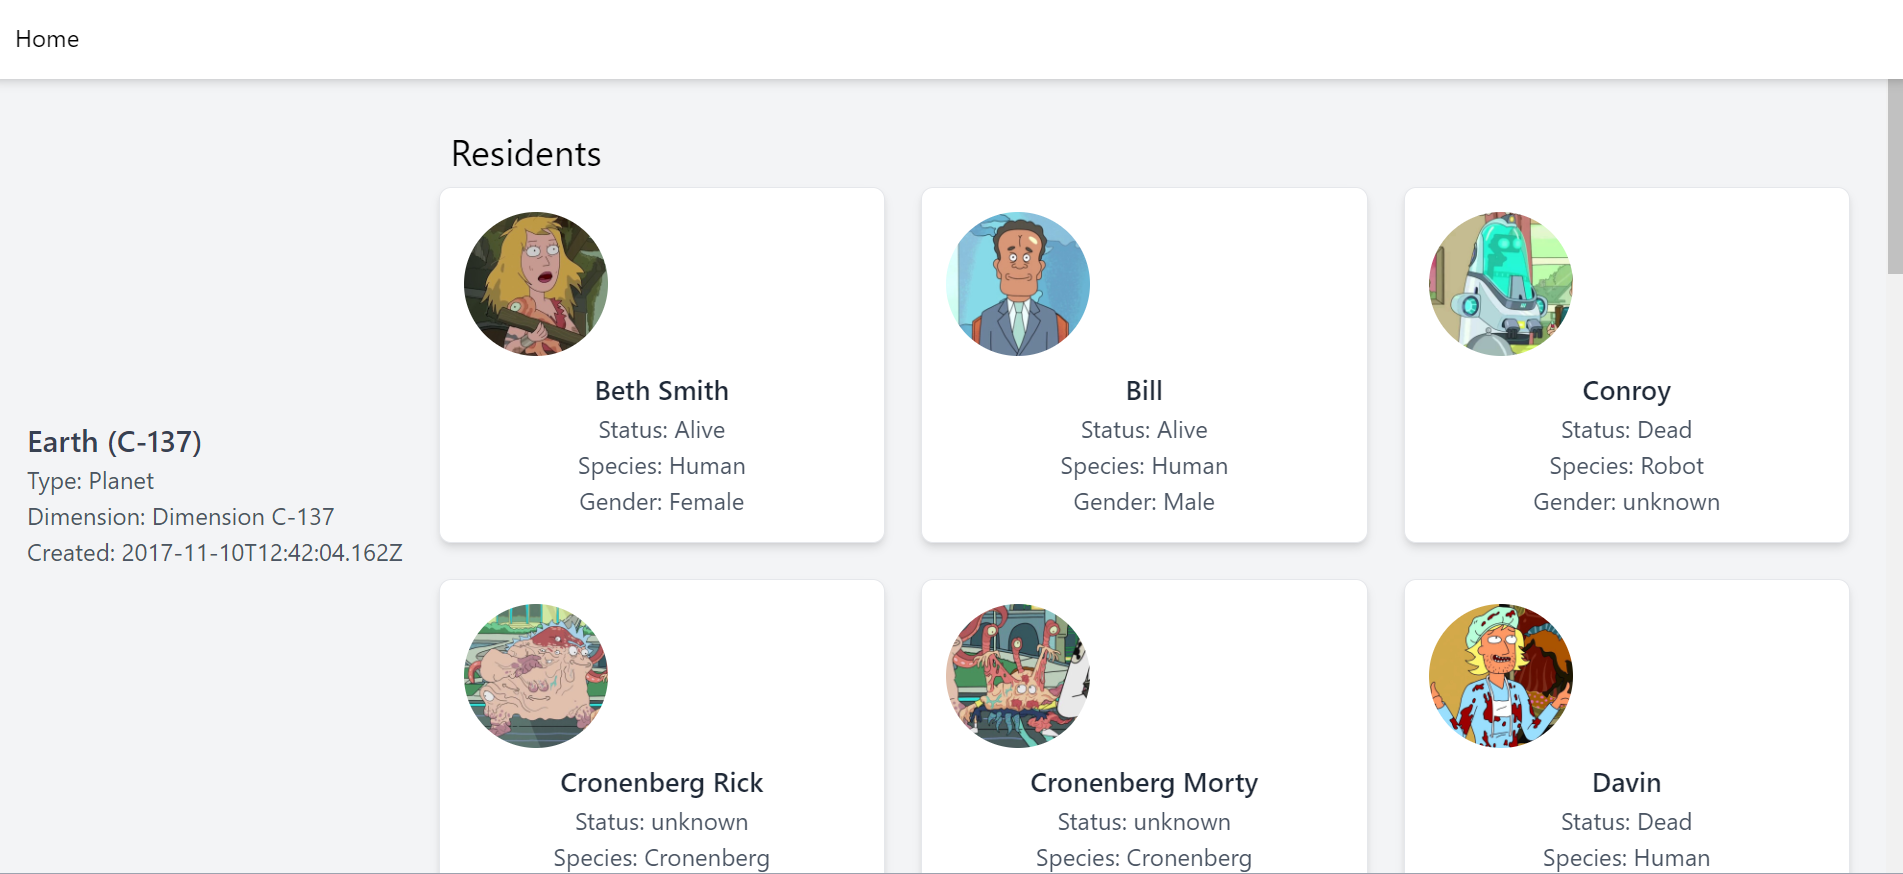 Home
Residents
Earth (C-137)
Type: Planet
Dimension: Dimension C-137
Created: 2017-11-10T12:42:04.162Z
Beth Smith
Status: Alive
Species: Human
Gender: Female
Bill
Status: Alive
Species: Human
Gender: Male
Conroy
Status: Dead
Species: Robot
Gender: unknown
Cronenberg Rick
Status: unknown
Species: Cronenberg
Cronenberg Morty
Status: unknown
Species: Cronenberg
Davin
Status: Dead
Species: Human